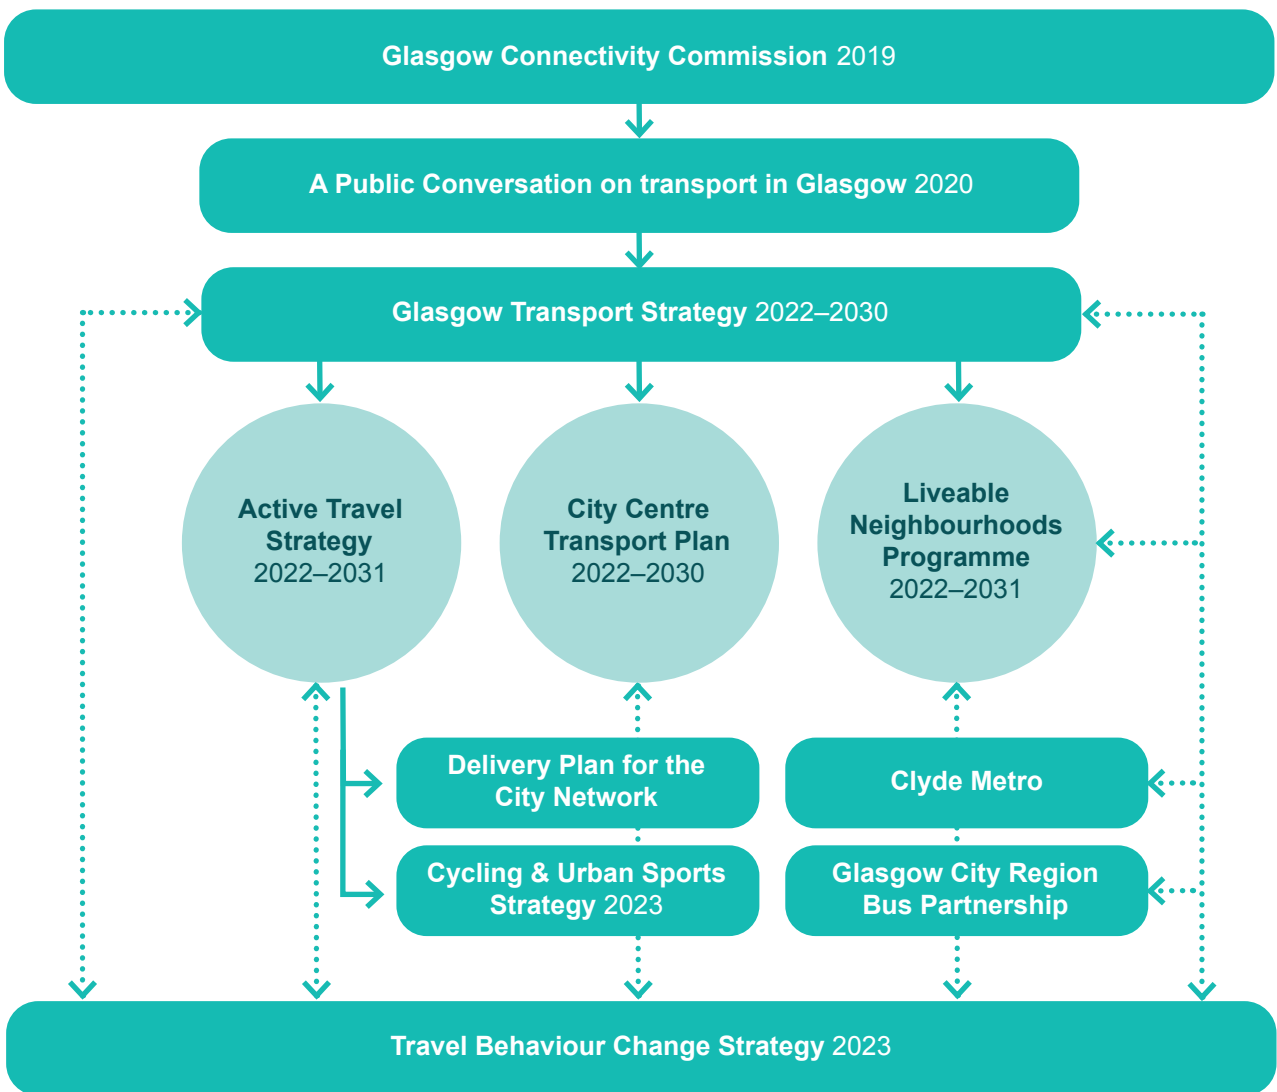 Glasgow Connectivity Commission 2019
A Public Conversation on transport in Glasgow 2020
Glasgow Transport Strategy 2022–2030
Active Travel
Strategy
2022–2031
City Centre
Transport Plan
2022–2030
Liveable
Neighbourhoods
Programme
2022–2031
Delivery Plan for the
City Network
Clyde Metro
Cycling & Urban Sports
Strategy 2023
Glasgow City Region
Bus Partnership
Travel Behaviour Change Strategy 2023